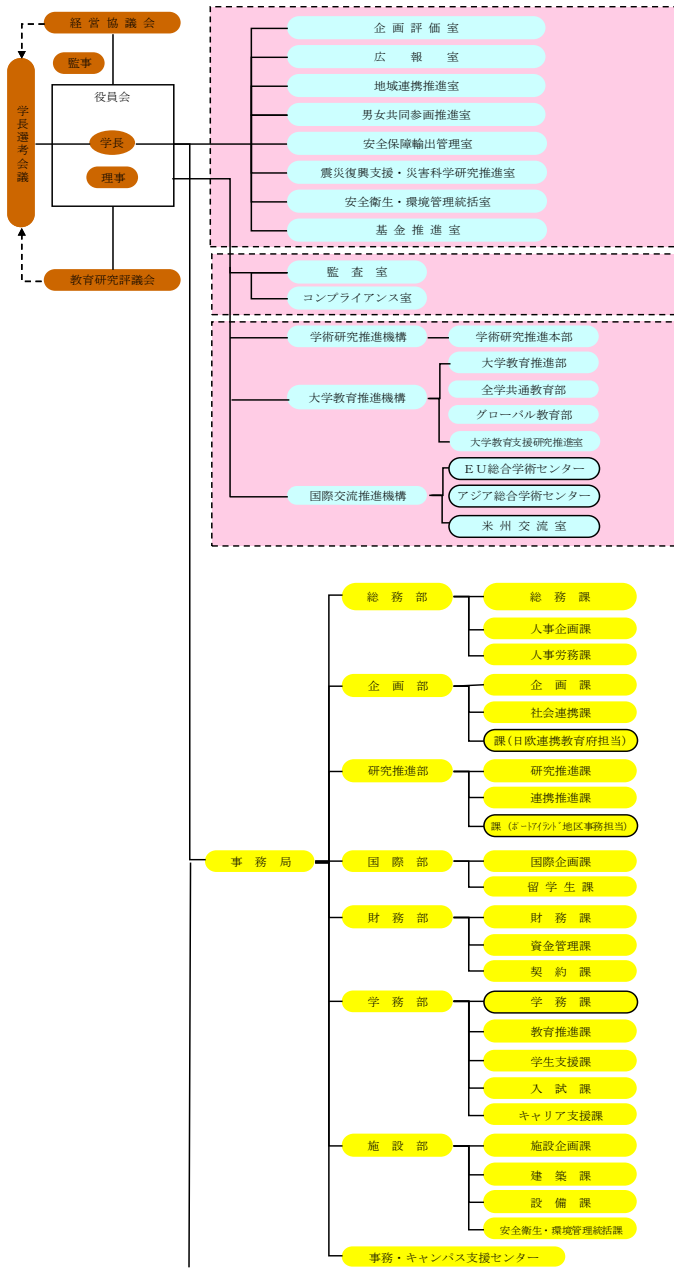 経営協議会
監事
役員会
学長選考会議
学長
理事
教育研究評議会
企画評価室
広報室
地域連携推進室
男女共同参画推進室
安全保障輸出管理室
震災復興支援・災害科学研究推進室
安全衛生・環境管理統括室
基金推進室
監査室
コンプライアンス室
学術研究推進機構
学術研究推進本部
大学教育推進機構
大学教育推進部
全学共通教育部
グローバル教育部
大学教育支援研究推進室
国際交流推進機構
EU総合学術センター
アジア総合学術センター
米州交流室
事務局
総務部
総務課
人事企画課
人事労務課
企画部
企画課
社会連携課
課(日欧連携教育府担当)
研究推進部
研究推進課
連携推進課
課(ポートアイランド地区事務担当)
国際部
国際企画課
留学生課
財務部
財務課
資金管理課
契約課
学務部
学務課
教育推進課
学生支援課
入試課
キャリア支援課
施設部
施設企画課
建築課
設備課
安全衛生・環境管理統括課
事務・キャンパス支援センター